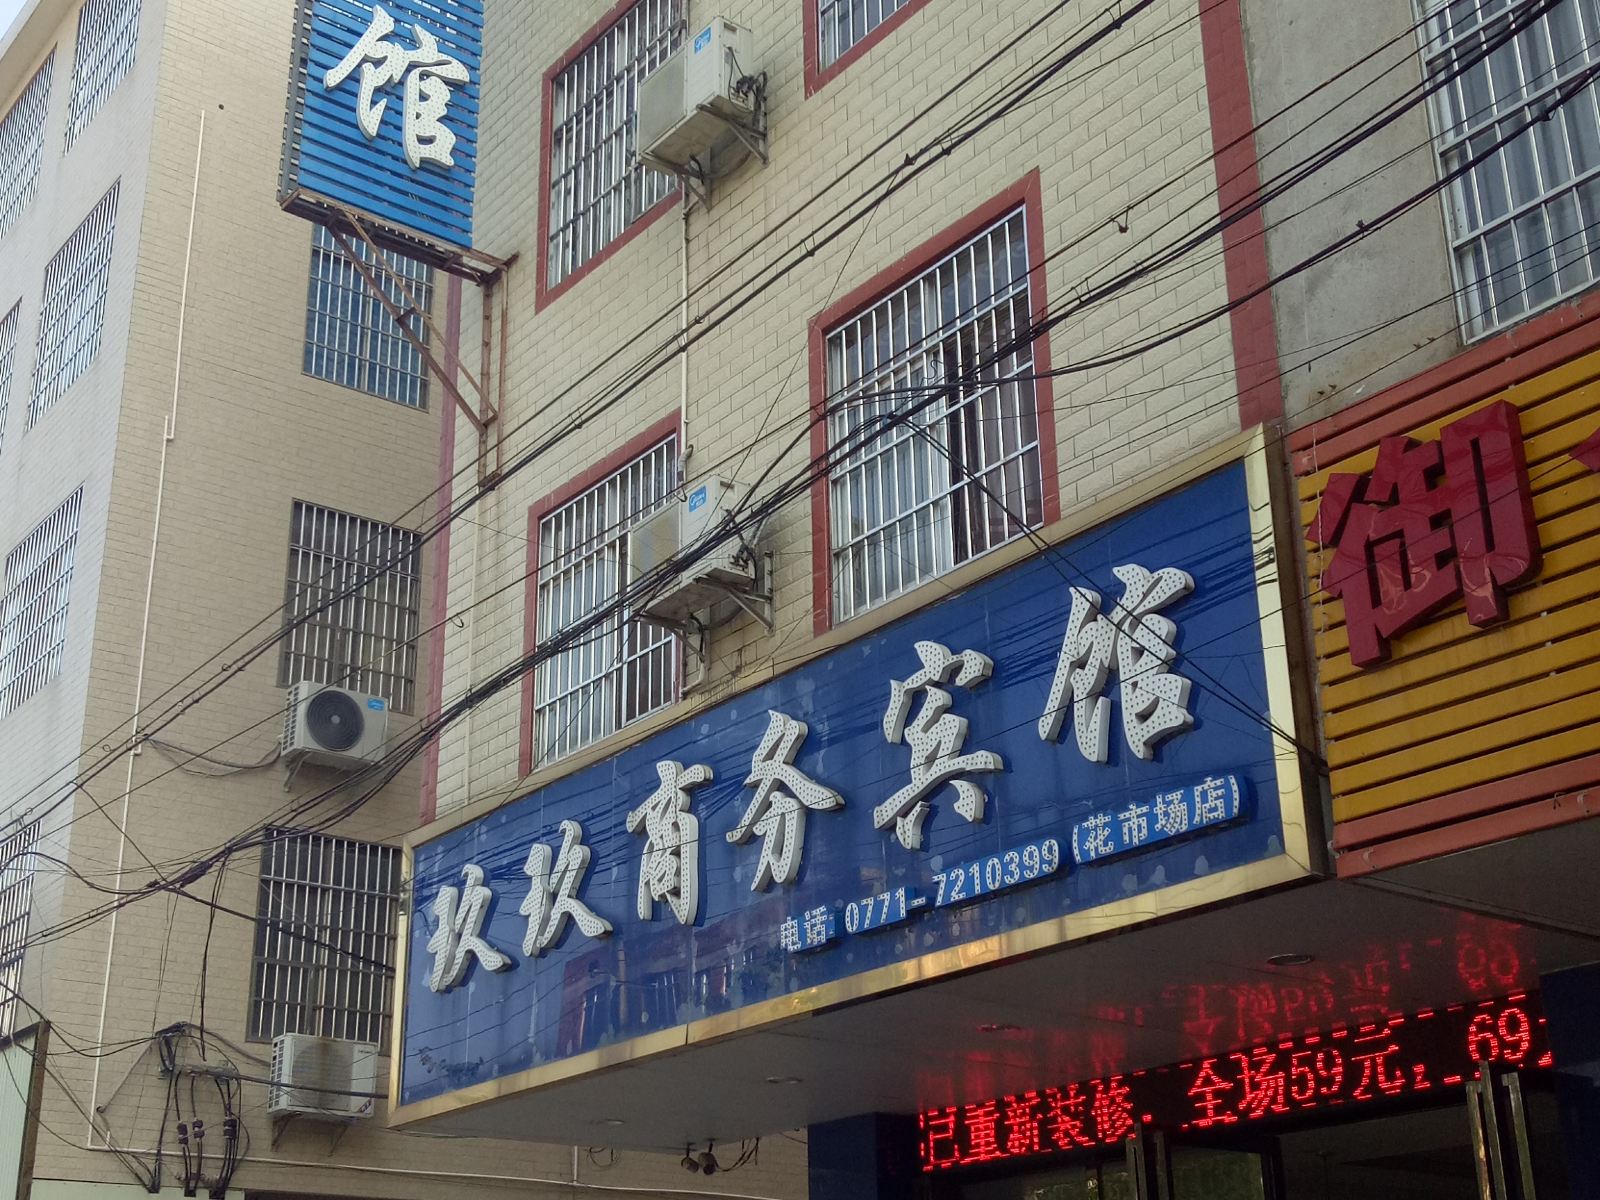 馆
御
玖玖商务宾馆
电话: 0771-7210399 (花市场店)
已重新装修，全场59元，69